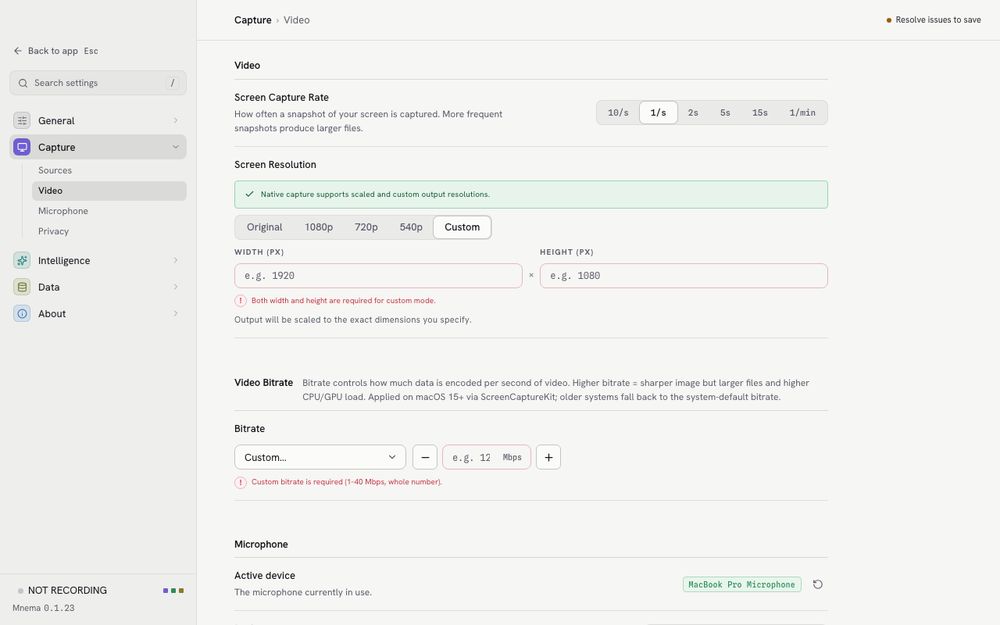 Capture › Video
Resolve issues to save
← Back to app Esc
Search settings /
General
Capture
Sources
Video
Microphone
Privacy
Intelligence
Data
About
NOT RECORDING
Mnema 0.1.23
Video
Screen Capture Rate
How often a snapshot of your screen is captured. More frequent
snapshots produce larger files.
10/s 1/s 2s 5s 15s 1/min
Screen Resolution
Native capture supports scaled and custom output resolutions.
Original 1080p 720p 540p Custom
WIDTH (PX) HEIGHT (PX)
e.g. 1920 × e.g. 1080
! Both width and height are required for custom mode.
Output will be scaled to the exact dimensions you specify.
Video Bitrate Bitrate controls how much data is encoded per second of video. Higher bitrate = sharper image but larger files and higher
CPU/GPU load. Applied on macOS 15+ via ScreenCaptureKit; older systems fall back to the system-default bitrate.
Bitrate
Custom... − e.g. 12 Mbps +
! Custom bitrate is required (1-40 Mbps, whole number).
Microphone
Active device
The microphone currently in use.
MacBook Pro Microphone